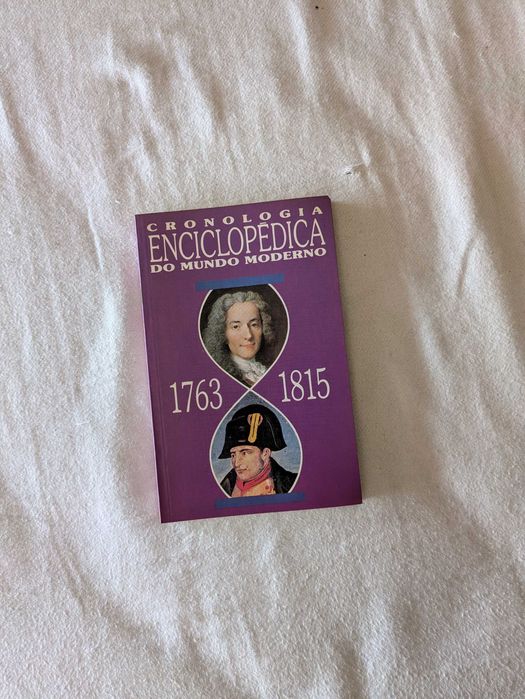 CRONOLOGIA
ENCICLOPÉDICA
DO MUNDO MODERNO
1763 1815